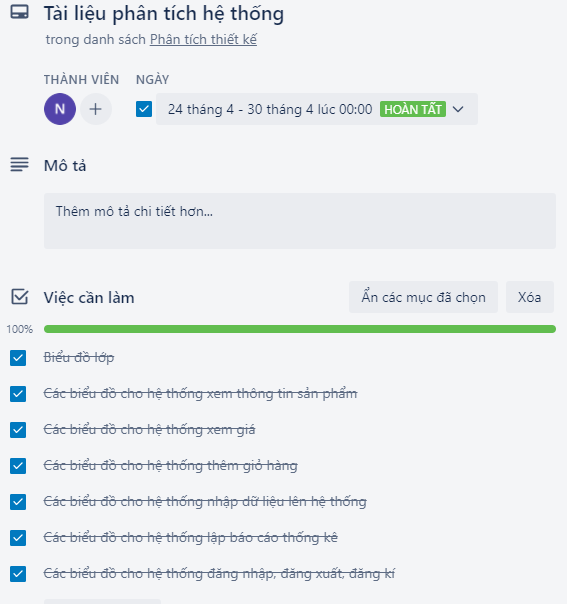 Tài liệu phân tích hệ thống
trong danh sách Phân tích thiết kế
THÀNH VIÊN NGÀY
N + 24 tháng 4 - 30 tháng 4 lúc 00:00 HOÀN TẤT
Mô tả
Thêm mô tả chi tiết hơn...
Việc cần làm Ẩn các mục đã chọn Xóa
100%
Biểu đồ lớp
Các biểu đồ cho hệ thống xem thông tin sản phẩm
Các biểu đồ cho hệ thống xem giá
Các biểu đồ cho hệ thống thêm giỏ hàng
Các biểu đồ cho hệ thống nhập dữ liệu lên hệ thống
Các biểu đồ cho hệ thống lập báo cáo thống kê
Các biểu đồ cho hệ thống đăng nhập, đăng xuất, đăng kí